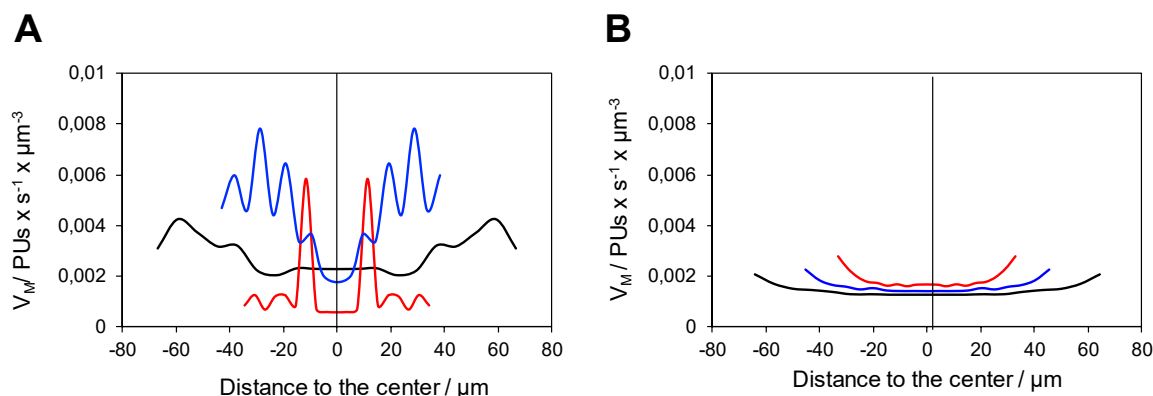 A
B
0,01
0,008
0,006
0,004
0,002
0
-80 -60 -40 -20 0 20 40 60 80
V_M/ PUs x s⁻¹ x µm⁻³
Distance to the center / µm
0,01
0,008
0,006
0,004
0,002
0
-80 -60 -40 -20 0 20 40 60 80
V_M / PUs x s⁻¹ x µm⁻³
Distance to the center / µm